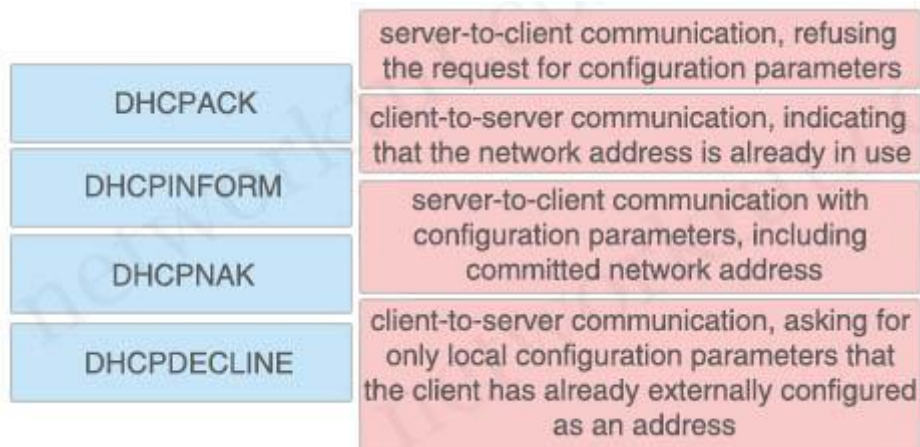 DHCPACK
DHCPINFORM
DHCPNAK
DHCPDECLINE
server-to-client communication, refusing
the request for configuration parameters
client-to-server communication, indicating
that the network address is already in use
server-to-client communication with
configuration parameters, including
committed network address
client-to-server communication, asking for
only local configuration parameters that
the client has already externally configured
as an address